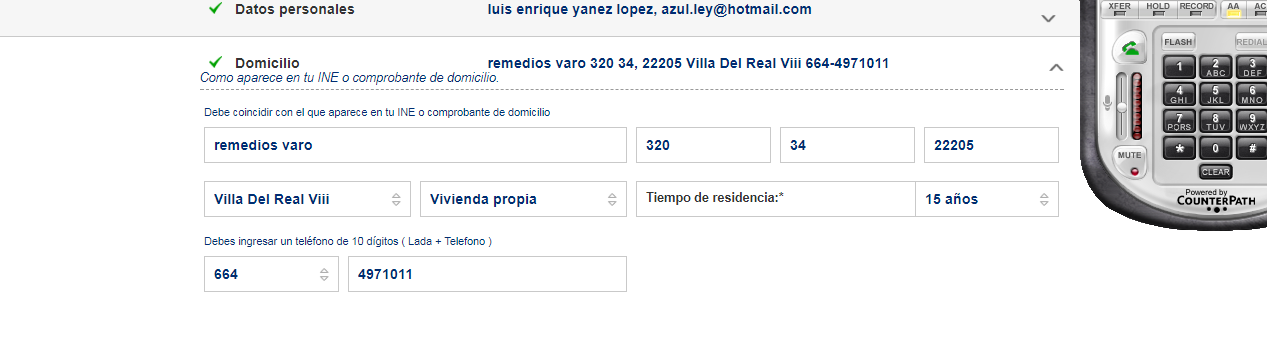 Datos personales luis enrique yanez lopez, azul.ley@hotmail.com
Domicilio remedios varo 320 34, 22205 Villa Del Real Viii 664-4971011
Como aparece en tu INE o comprobante de domicilio.
Debe coincidir con el que aparece en tu INE o comprobante de domicilio
remedios varo 320 34 22205
Villa Del Real Viii Vivienda propia Tiempo de residencia:* 15 años
Debes ingresar un teléfono de 10 dígitos ( Lada + Telefono )
664 4971011
XFER HOLD RECORD AA AC
FLASH REDIAL
1 2 ABC 3 DEF
4 GHI 5 JKL 6 MNO
7 PQRS 8 TUV 9 WXYZ
* 0 #
MUTE
CLEAR
Powered by
COUNTERPATH